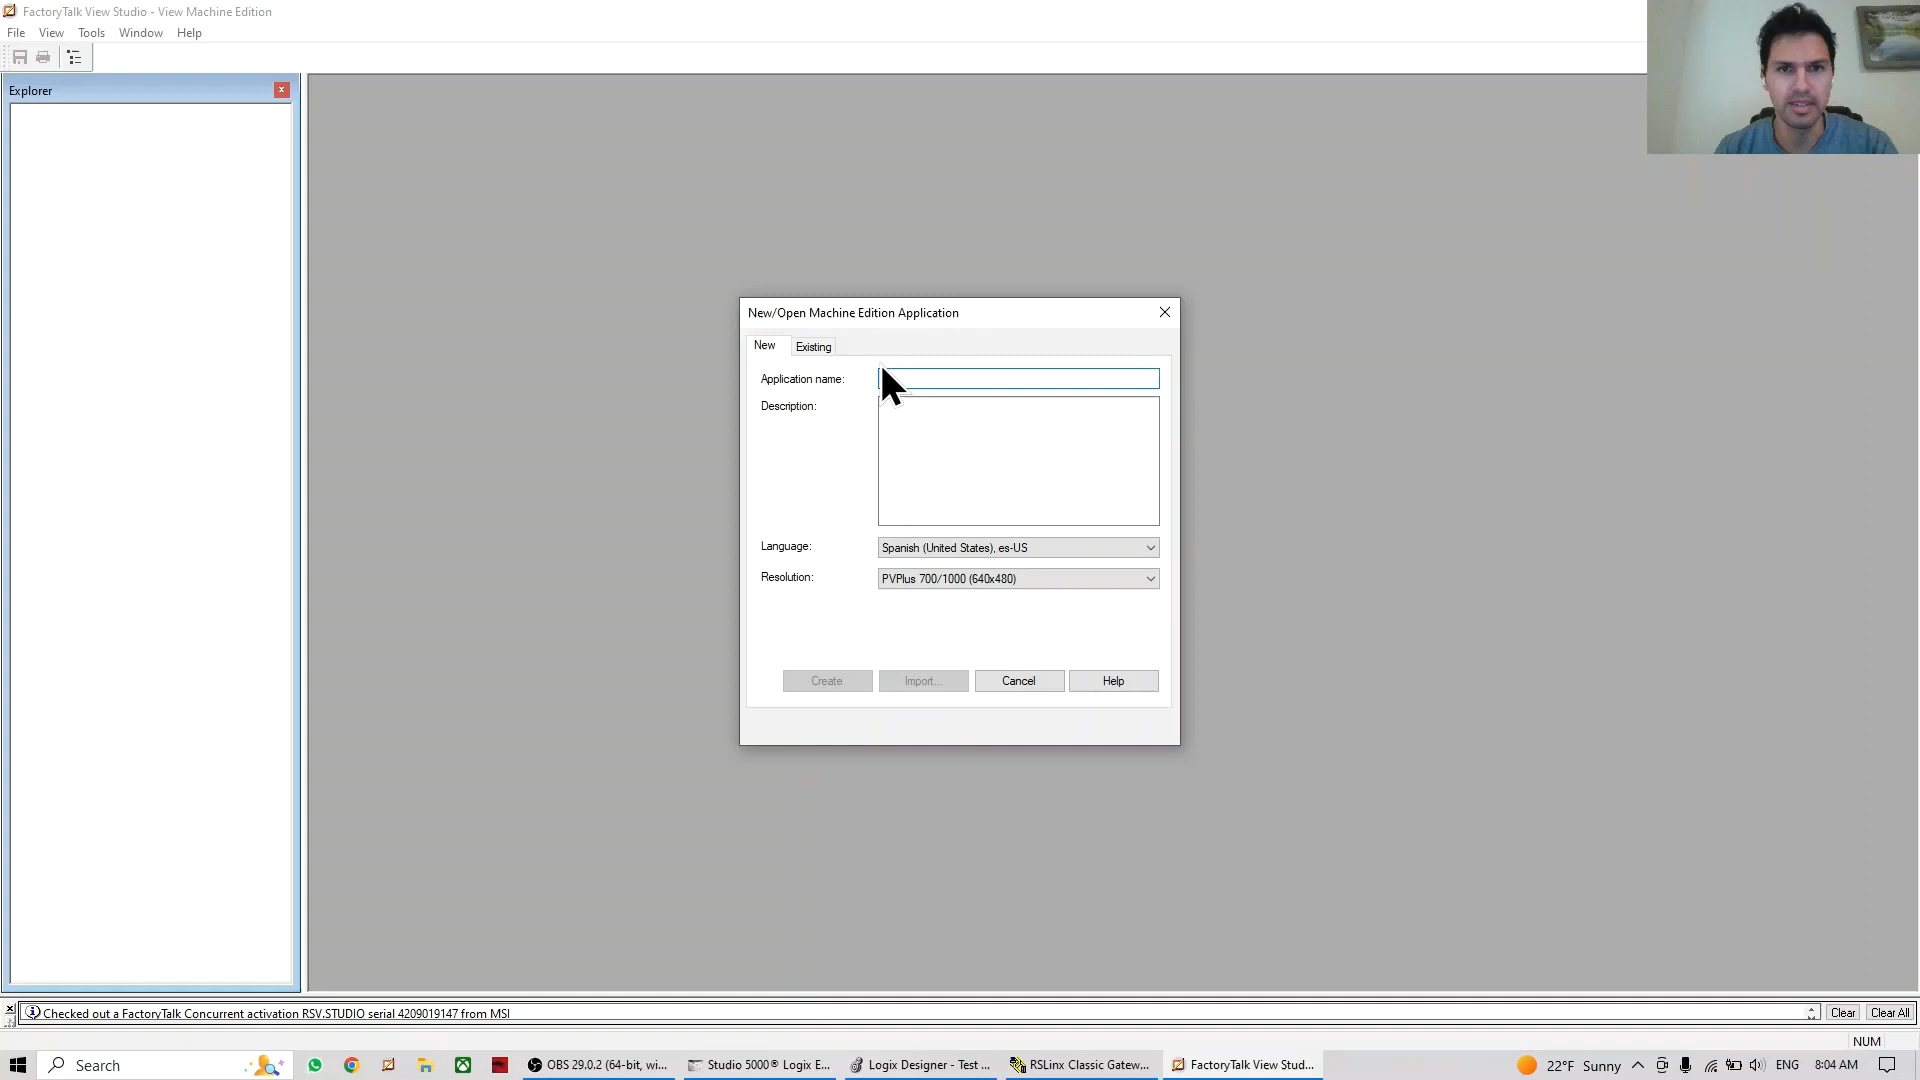 FactoryTalk View Studio - View Machine Edition
File View Tools Window Help
Explorer
New/Open Machine Edition Application
New Existing
Application name:
Description:
Language: Spanish (United States), es-US
Resolution: PVPlus 700/1000 (640x480)
Create Import... Cancel Help
Checked out a FactoryTalk Concurrent activation RSV.STUDIO serial 4209019147 from MSI
Clear Clear All
NUM
Search OBS 29.0.2 (64-bit, wi... Studio 5000® Logix E... Logix Designer - Test ... RSLinx Classic Gatew... FactoryTalk View Stud... 22°F Sunny ENG 8:04 AM